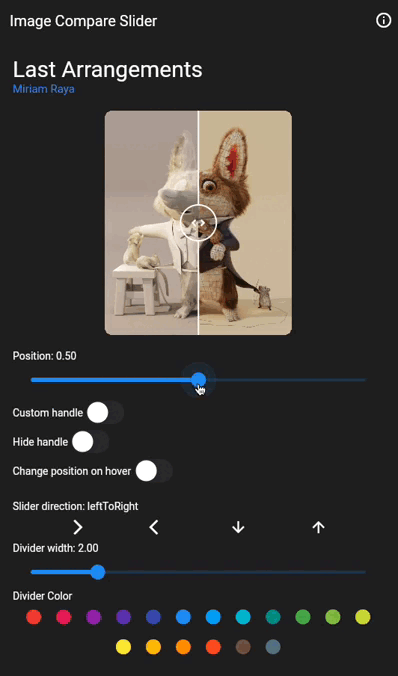 Image Compare Slider
Last Arrangements
Miriam Raya
Position: 0.50
Custom handle
Hide handle
Change position on hover
Slider direction: leftToRight
Divider width: 2.00
Divider Color